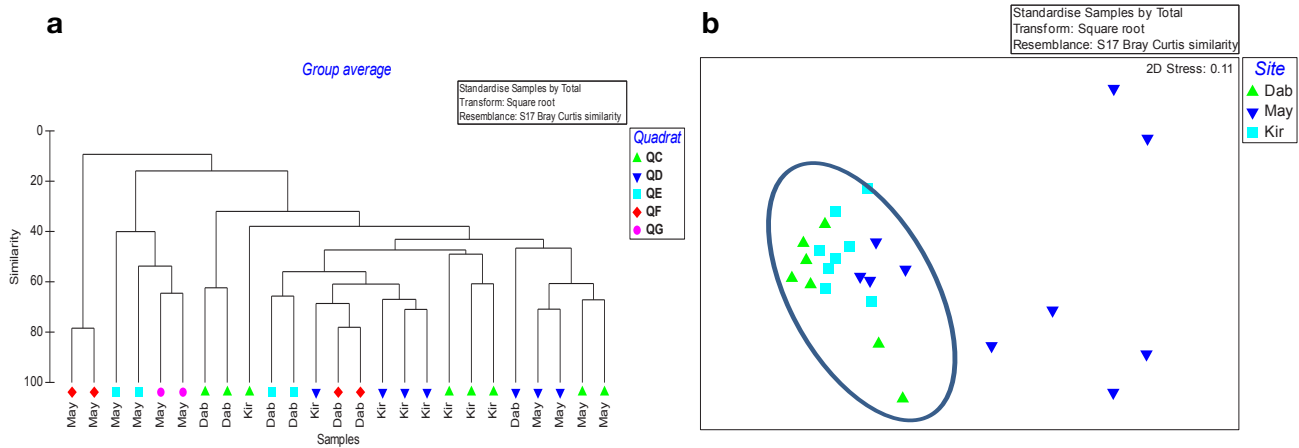 a
Group average
Standardise Samples by Total
Transform: Square root
Resemblance: S17 Bray Curtis similarity
Quadrat
QC
QD
QE
QF
QG
Similarity
0
20
40
60
80
100
May May May May May May Dab Dab Kir Dab Dab Kir Dab Dab Kir Kir Kir Kir Kir Kir Dab May May May May
Samples
b
Standardise Samples by Total
Transform: Square root
Resemblance: S17 Bray Curtis similarity
2D Stress: 0.11
Site
Dab
May
Kir